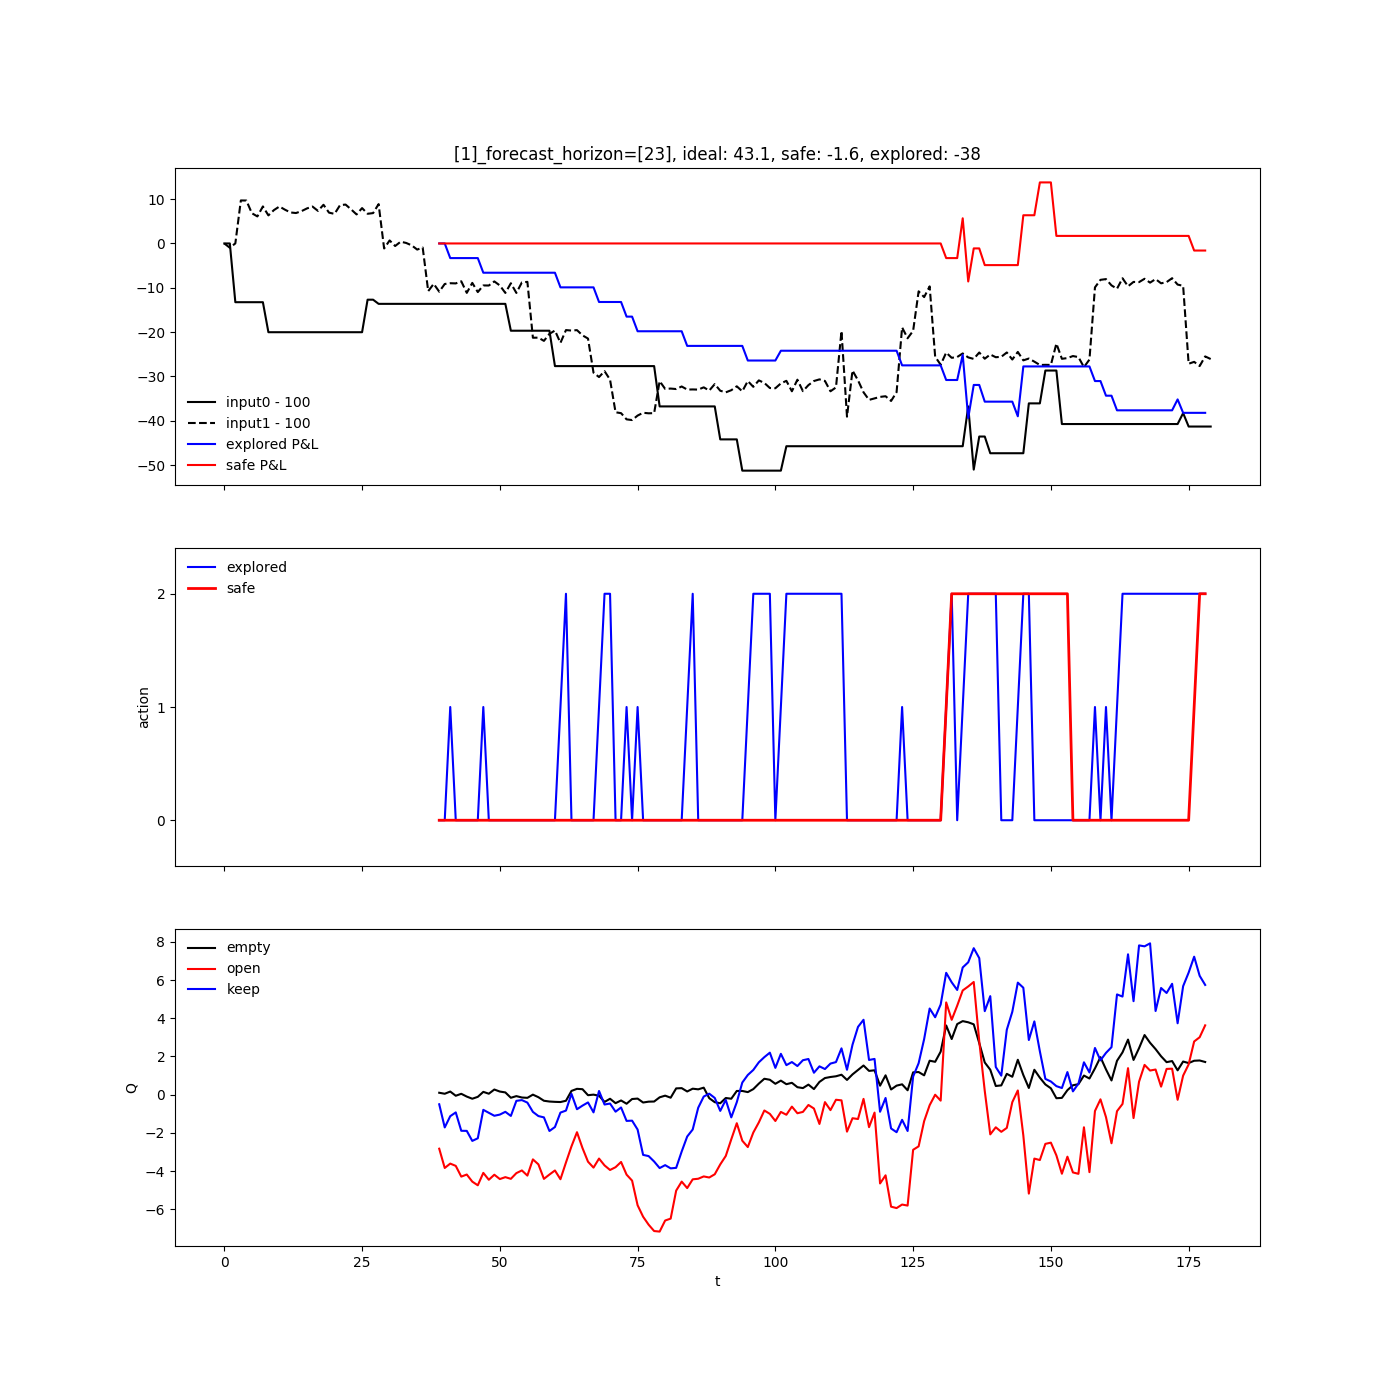 [1]_forecast_horizon=[23], ideal: 43.1, safe: -1.6, explored: -38
10
0
−10
−20
−30
−40
−50
input0 - 100
input1 - 100
explored P&L
safe P&L
explored
safe
2
1
0
action
empty
open
keep
8
6
4
2
0
−2
−4
−6
Q
0 25 50 75 100 125 150 175
t